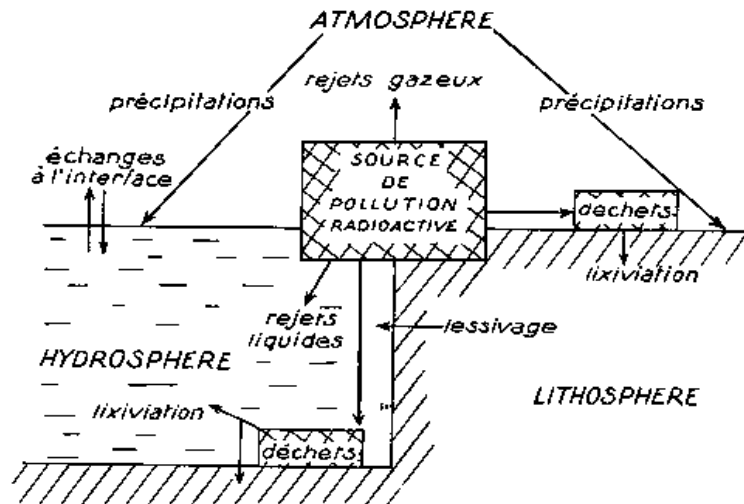 ATMOSPHERE
rejets gazeux
précipitations
précipitations
échanges
à l'interface
SOURCE
DE
POLLUTION
RADIOACTIVE
déchets
lixiviation
rejets
liquides
lessivage
HYDROSPHERE
LITHOSPHERE
lixiviation
déchets